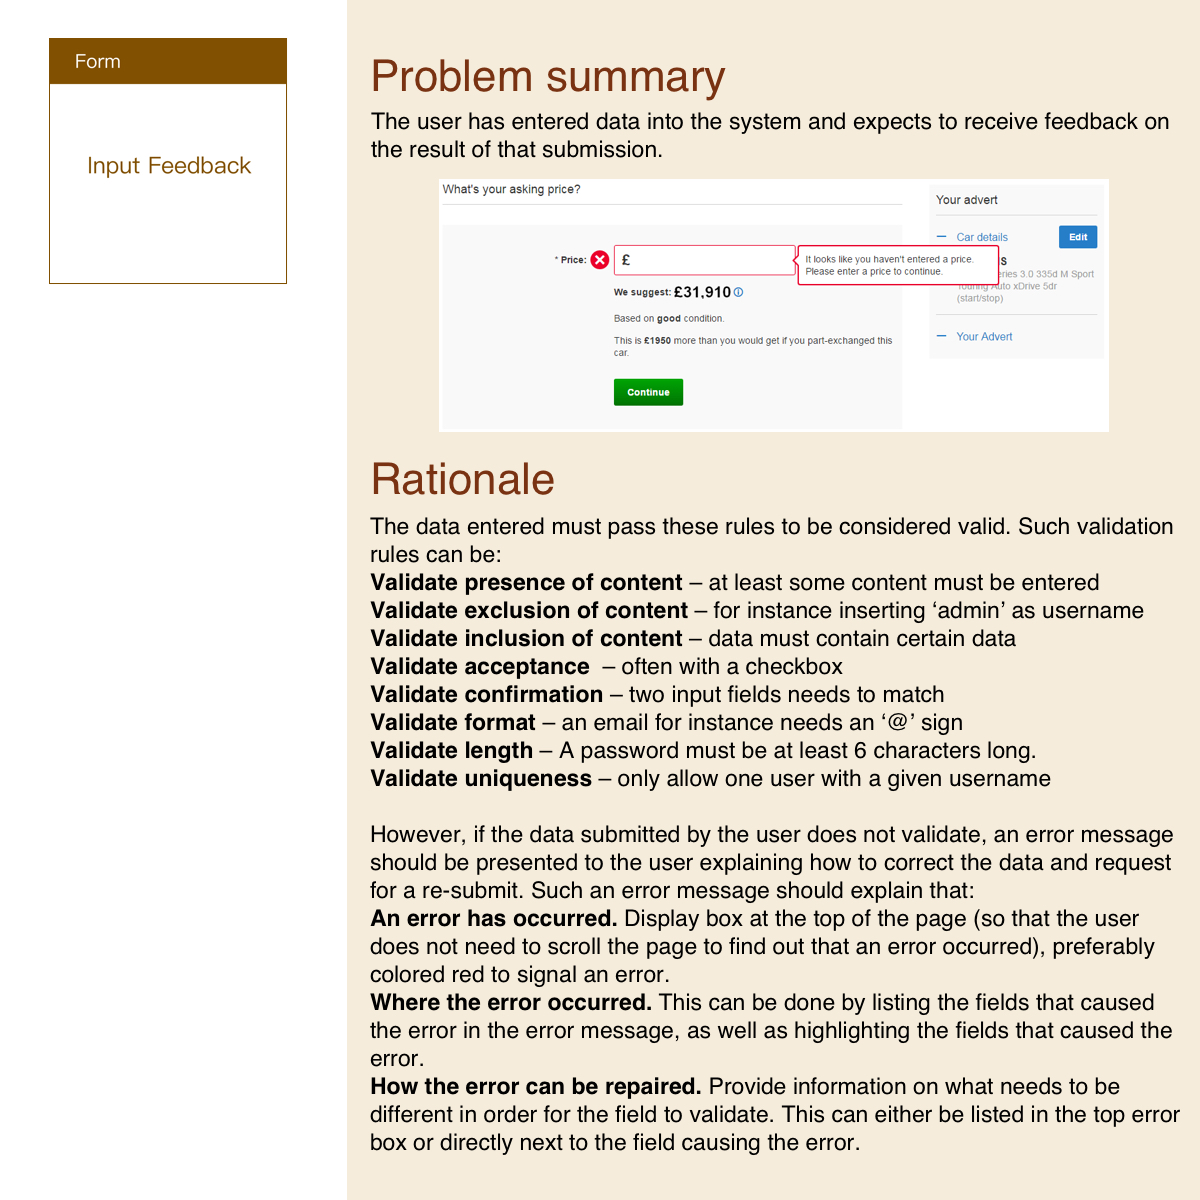 Form
Input Feedback
Problem summary
The user has entered data into the system and expects to receive feedback on
the result of that submission.
What's your asking price?
* Price:
£
It looks like you haven't entered a price.
Please enter a price to continue.
We suggest: £31,910
Based on good condition.
This is £1950 more than you would get if you part-exchanged this
car.
Continue
Your advert
Car details
Edit
S
eries 3.0 335d M Sport
Touring Auto xDrive 5dr
(start/stop)
Your Advert
Rationale
The data entered must pass these rules to be considered valid. Such validation
rules can be:
Validate presence of content – at least some content must be entered
Validate exclusion of content – for instance inserting ‘admin’ as username
Validate inclusion of content – data must contain certain data
Validate acceptance  – often with a checkbox
Validate confirmation – two input fields needs to match
Validate format – an email for instance needs an ‘@’ sign
Validate length – A password must be at least 6 characters long.
Validate uniqueness – only allow one user with a given username
However, if the data submitted by the user does not validate, an error message
should be presented to the user explaining how to correct the data and request
for a re-submit. Such an error message should explain that:
An error has occurred. Display box at the top of the page (so that the user
does not need to scroll the page to find out that an error occurred), preferably
colored red to signal an error.
Where the error occurred. This can be done by listing the fields that caused
the error in the error message, as well as highlighting the fields that caused the
error.
How the error can be repaired. Provide information on what needs to be
different in order for the field to validate. This can either be listed in the top error
box or directly next to the field causing the error.